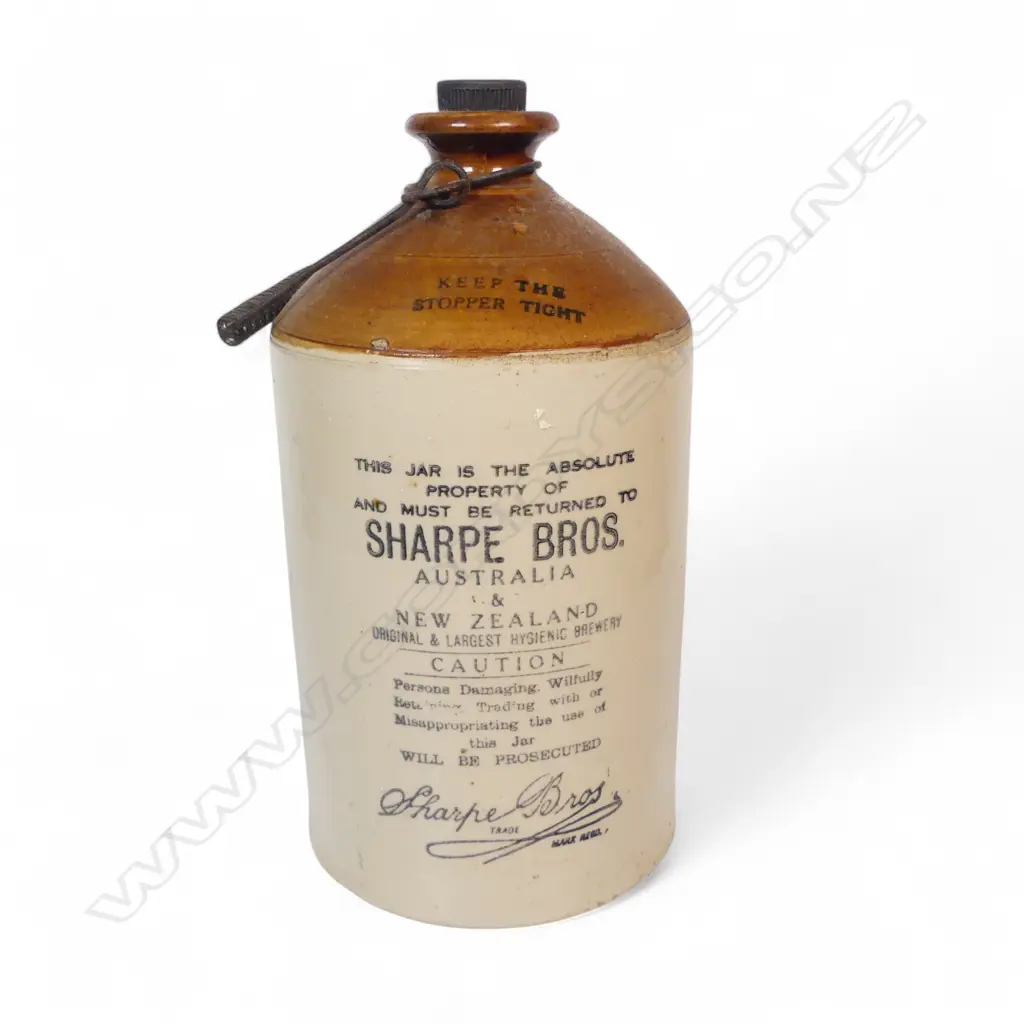 KEEP THE
STOPPER TIGHT
THIS JAR IS THE ABSOLUTE
PROPERTY OF
AND MUST BE RETURNED TO
SHARPE BROS.
AUSTRALIA
&
NEW ZEALAND
ORIGINAL & LARGEST HYGIENIC BREWERY
CAUTION
Persons Damaging, Wilfully
Trading with or
Misappropriating the use of
this Jar
WILL BE PROSECUTED
Sharpe Bros
TRADE MARK REGD.